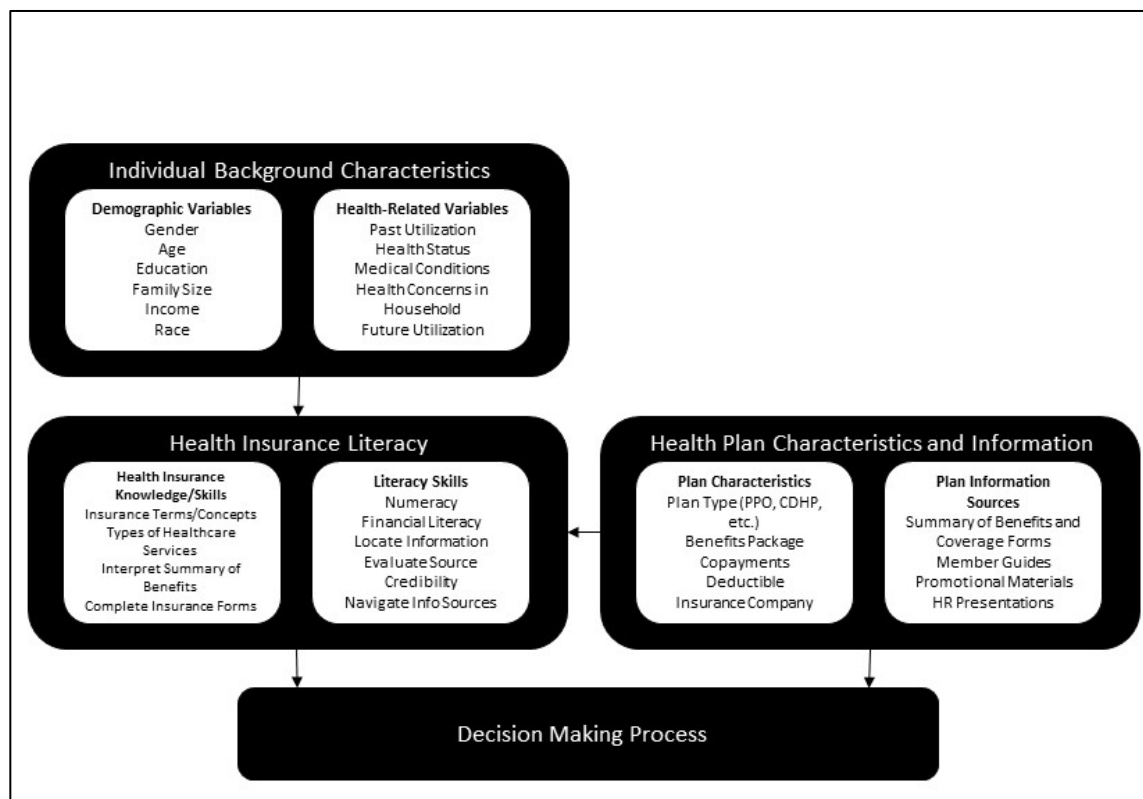 Individual Background Characteristics
Demographic Variables
Gender
Age
Education
Family Size
Income
Race
Health-Related Variables
Past Utilization
Health Status
Medical Conditions
Health Concerns in
Household
Future Utilization
Health Insurance Literacy
Health Insurance
Knowledge/Skills
Insurance Terms/Concepts
Types of Healthcare
Services
Interpret Summary of
Benefits
Complete Insurance Forms
Literacy Skills
Numeracy
Financial Literacy
Locate Information
Evaluate Source
Credibility
Navigate Info Sources
Health Plan Characteristics and Information
Plan Characteristics
Plan Type (PPO, CDHP,
etc.)
Benefits Package
Copayments
Deductible
Insurance Company
Plan Information
Sources
Summary of Benefits and
Coverage Forms
Member Guides
Promotional Materials
HR Presentations
Decision Making Process